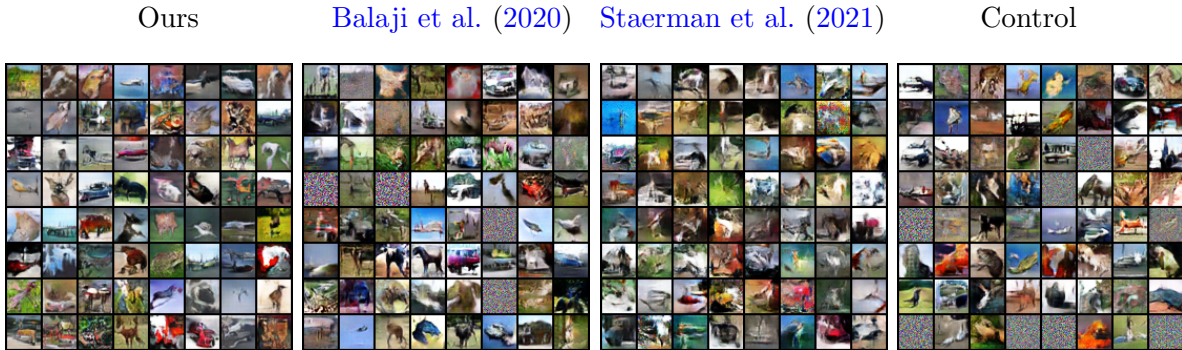 Ours Balaji et al. (2020) Staerman et al. (2021) Control